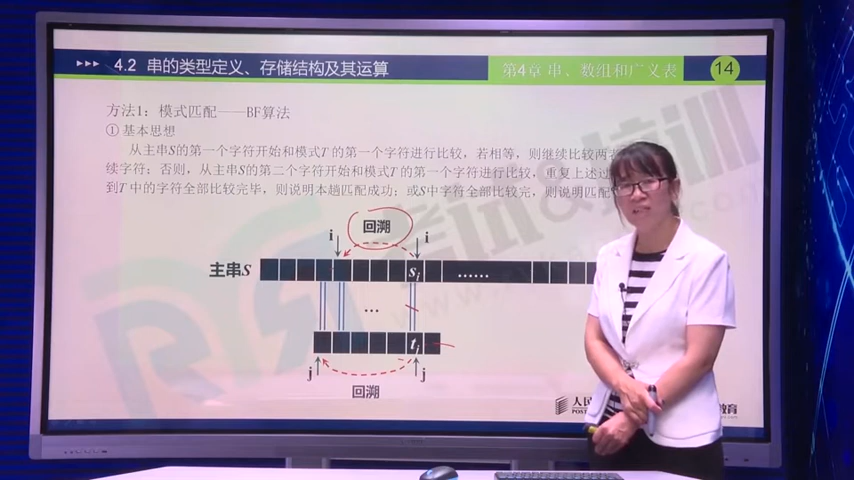 4.2 串的类型定义、存储结构及其运算
第4章 串、数组和广义表
14
方法1：模式匹配——BF算法
① 基本思想
从主串S的第一个字符开始和模式T 的第一个字符进行比较，若相等，则继续比较两者
续字符；否则，从主串S的第二个字符开始和模式T 的第一个字符进行比较，重复上述过
到T 中的字符全部比较完毕，则说明本趟匹配成功；或S中字符全部比较完，则说明匹配
回溯
i
i
主串S
si
......
...
ti
j
j
回溯
人民
POST
教育